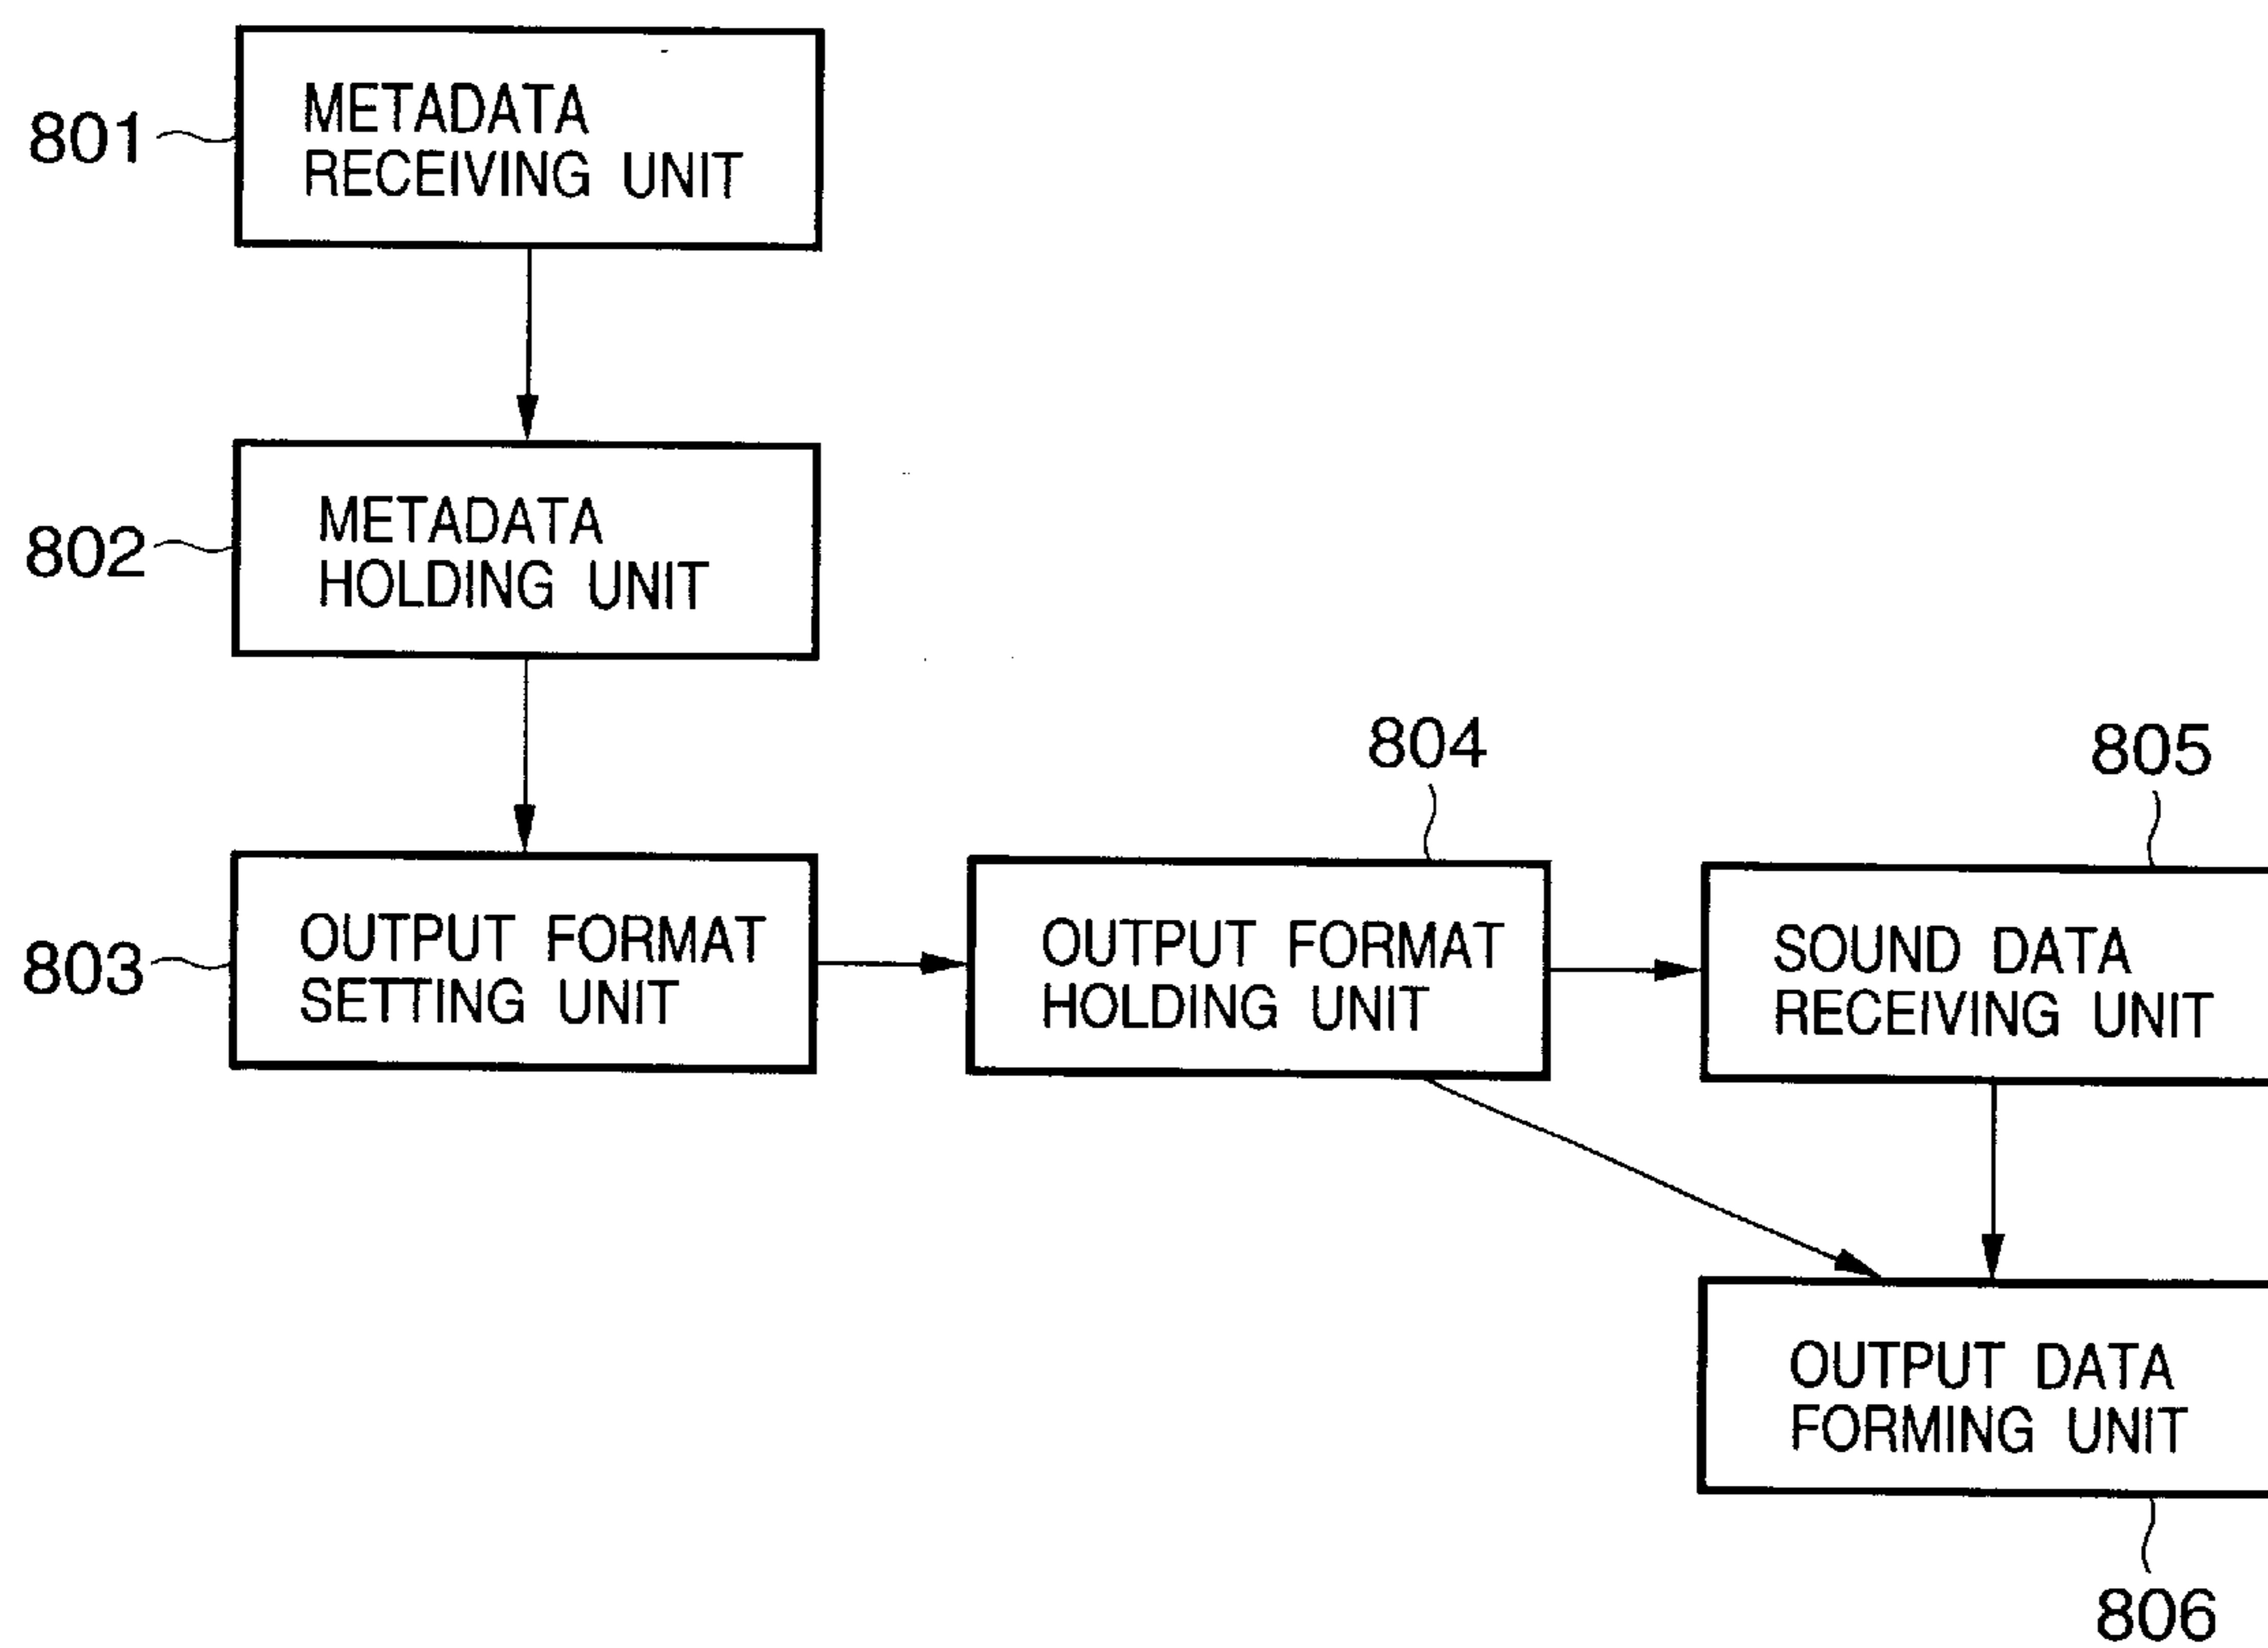 801
METADATA
RECEIVING UNIT
802
METADATA
HOLDING UNIT
803
OUTPUT FORMAT
SETTING UNIT
804
OUTPUT FORMAT
HOLDING UNIT
805
SOUND DATA
RECEIVING UNIT
OUTPUT DATA
FORMING UNIT
806